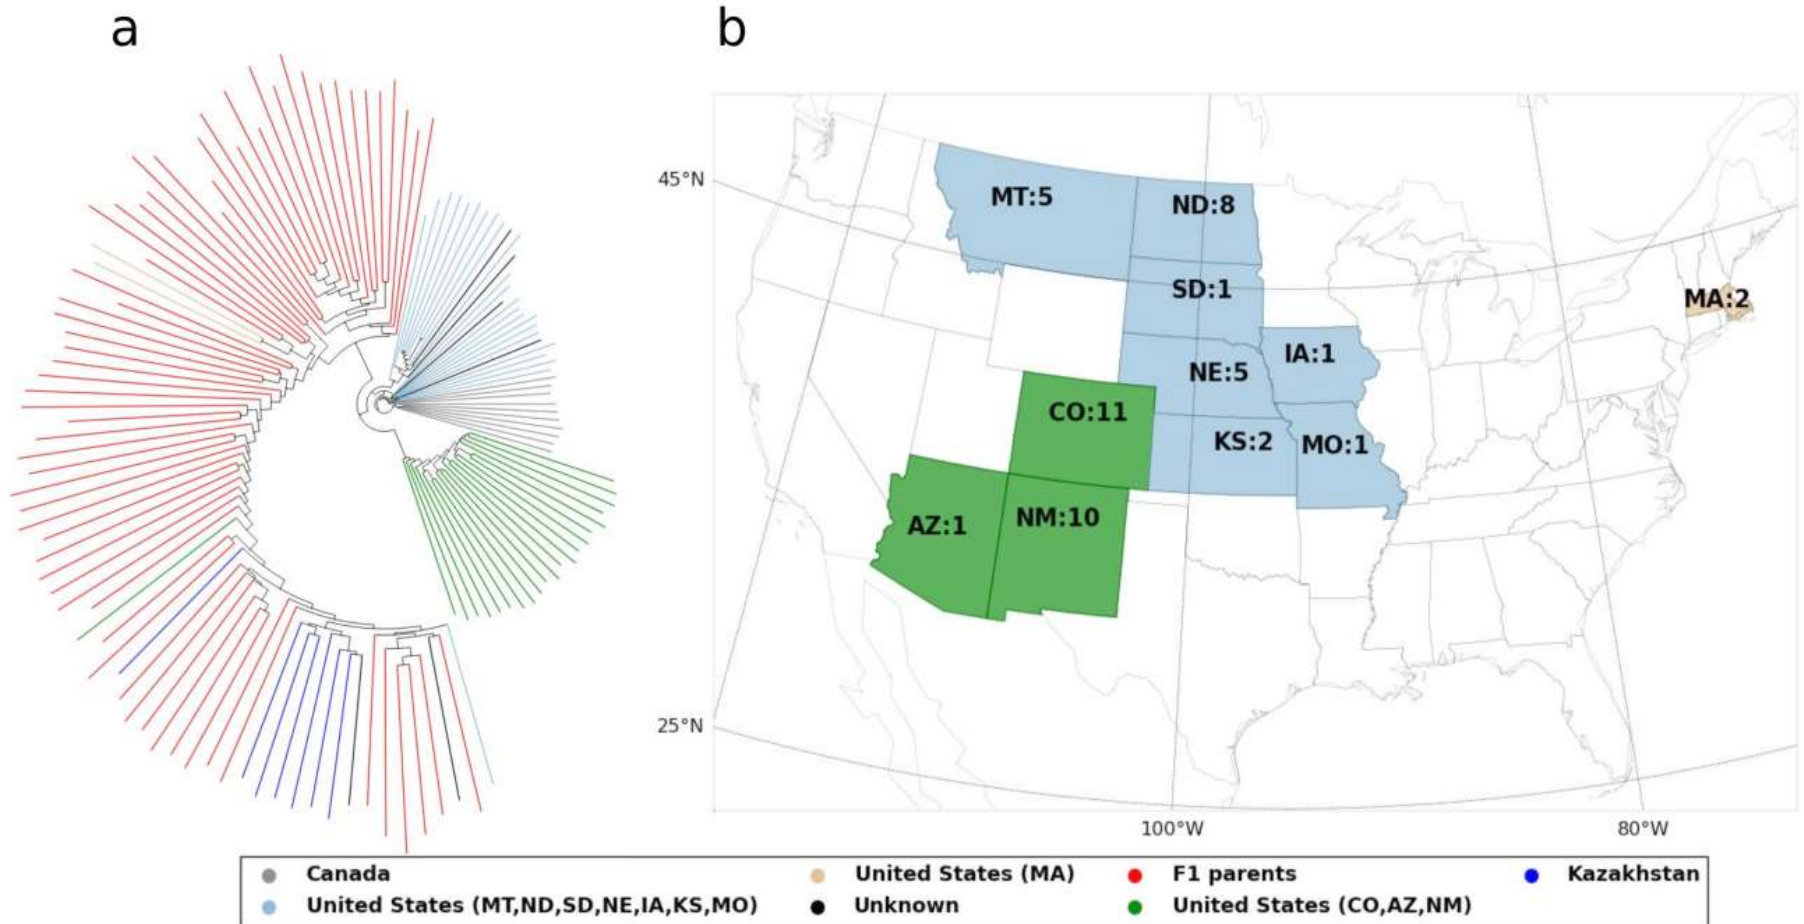 a
b
45°N
MT:5
ND:8
SD:1
MA:2
IA:1
NE:5
CO:11
KS:2
MO:1
AZ:1
NM:10
25°N
100°W
80°W
Canada
United States (MA)
F1 parents
Kazakhstan
United States (MT,ND,SD,NE,IA,KS,MO)
Unknown
United States (CO,AZ,NM)